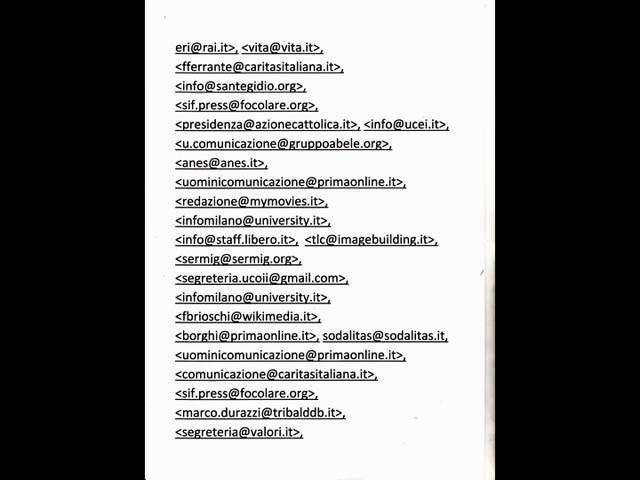 eri@rai.it>, <vita@vita.it>,
<fferrante@caritasitaliana.it>,
<info@santegidio.org>,
<sif.press@focolare.org>,
<presidenza@azionecattolica.it>, <info@ucei.it>,
<u.comunicazione@gruppoabele.org>,
<anes@anes.it>,
<uominicomunicazione@primaonline.it>,
<redazione@mymovies.it>,
<infomilano@university.it>,
<info@staff.libero.it>, <tlc@imagebuilding.it>,
<sermig@sermig.org>,
<segreteria.ucoii@gmail.com>,
<infomilano@university.it>,
<fbrioschi@wikimedia.it>,
<borghi@primaonline.it>, sodalitas@sodalitas.it,
<uominicomunicazione@primaonline.it>,
<comunicazione@caritasitaliana.it>,
<sif.press@focolare.org>,
<marco.durazzi@tribalddb.it>,
<segreteria@valori.it>,